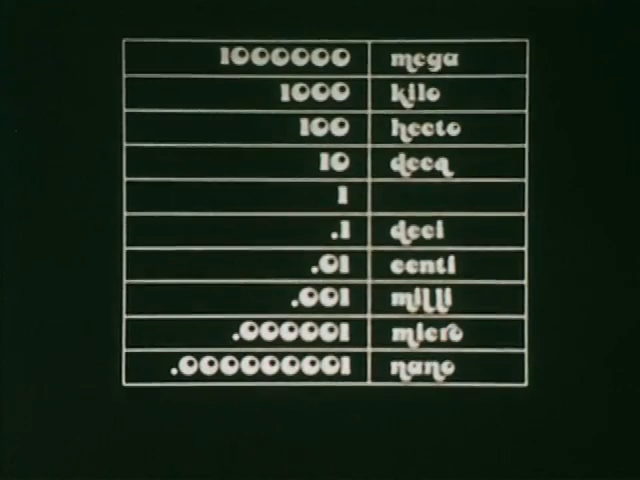 1000000 mega
1000 kilo
100 hecto
10 deca
1
.1 deci
.01 centi
.001 milli
.000001 micro
.000000001 nano